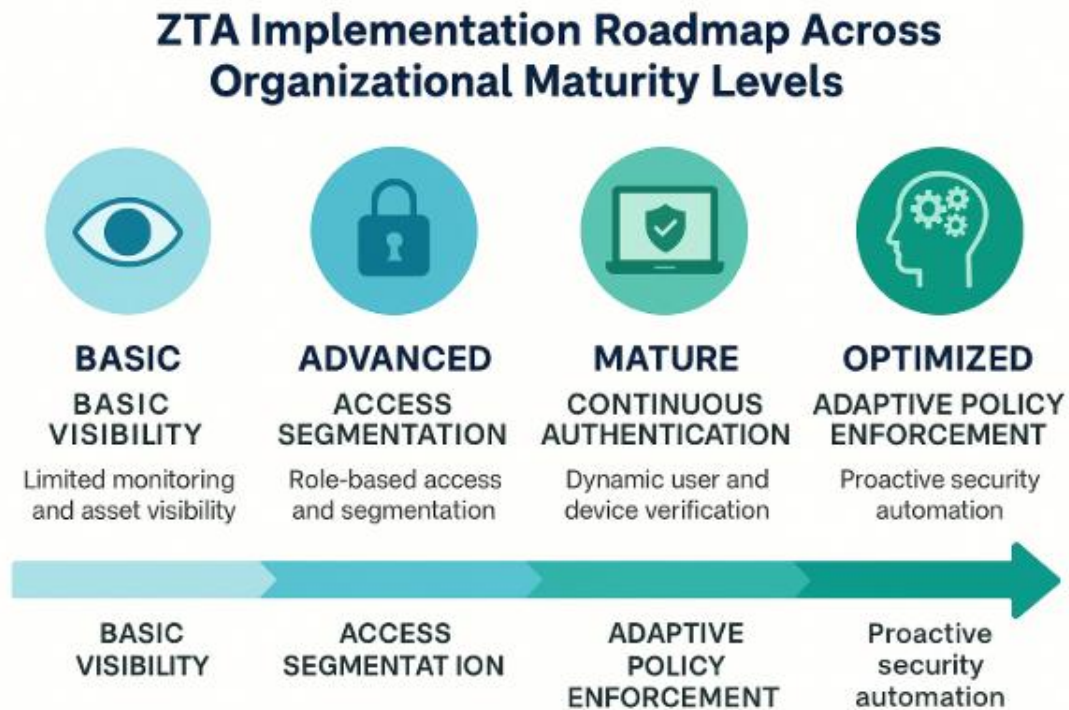 ZTA Implementation Roadmap Across
Organizational Maturity Levels
BASIC
BASIC
VISIBILITY
Limited monitoring
and asset visibility
ADVANCED
ACCESS
SEGMENTATION
Role-based access
and segmentation
MATURE
CONTINUOUS
AUTHENTICATION
Dynamic user and
device verification
OPTIMIZED
ADAPTIVE POLICY
ENFORCEMENT
Proactive security
automation
BASIC
VISIBILITY
ACCESS
SEGMENTAT ION
ADAPTIVE
POLICY
ENFORCEMENT
Proactive
security
automation